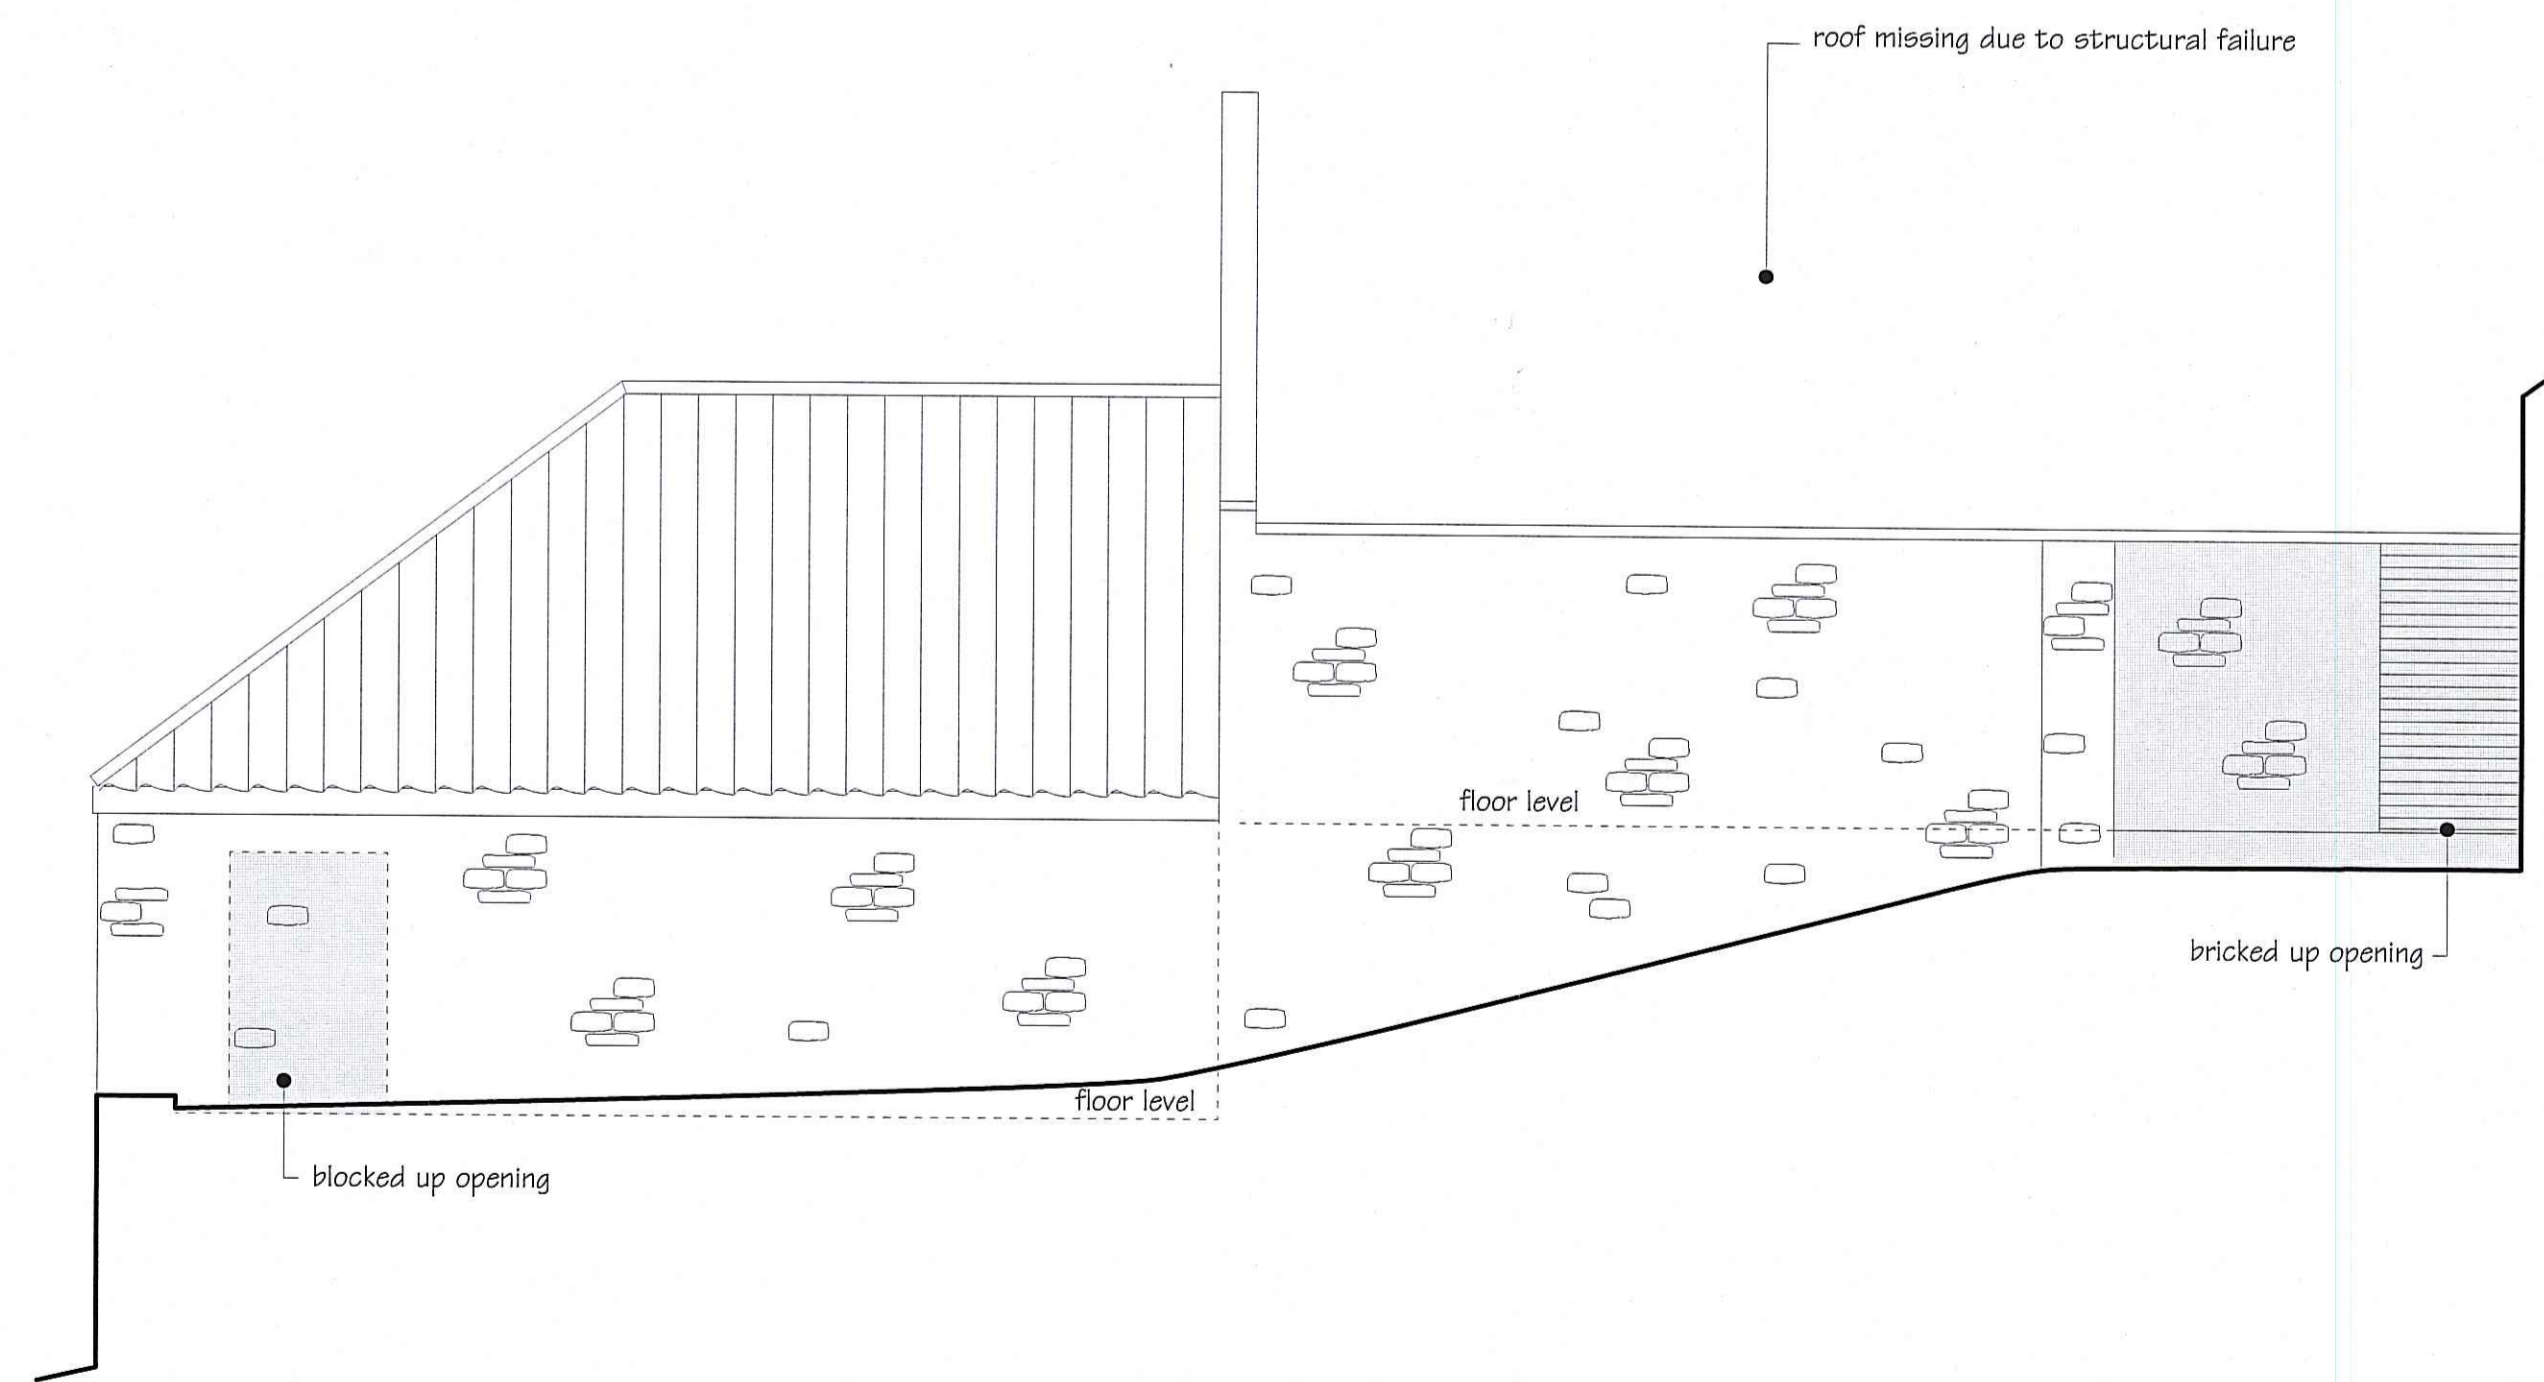 roof missing due to structural failure
floor level
bricked up opening
floor level
blocked up opening